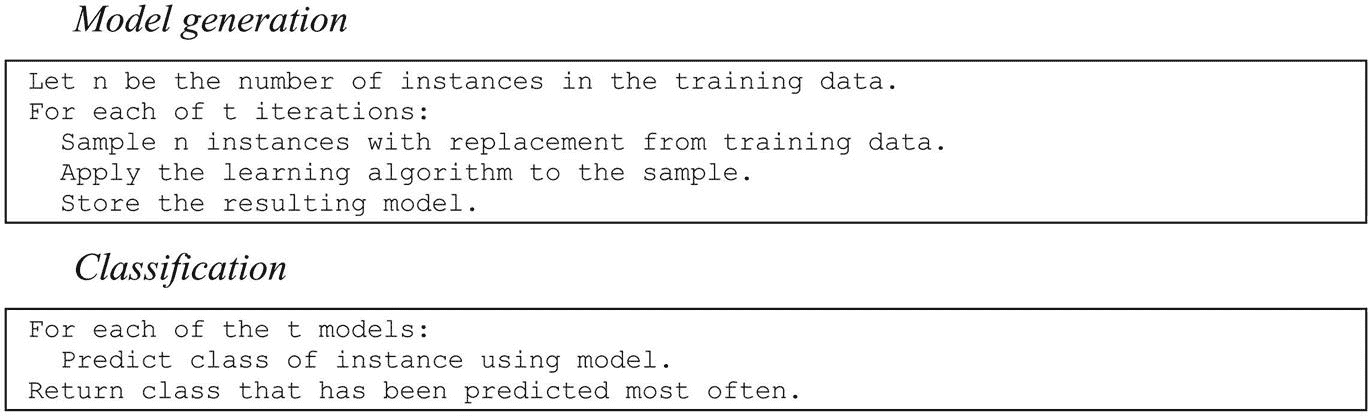 Model generation
Let n be the number of instances in the training data.
For each of t iterations:
Sample n instances with replacement from training data.
Apply the learning algorithm to the sample.
Store the resulting model.
Classification
For each of the t models:
Predict class of instance using model.
Return class that has been predicted most often.